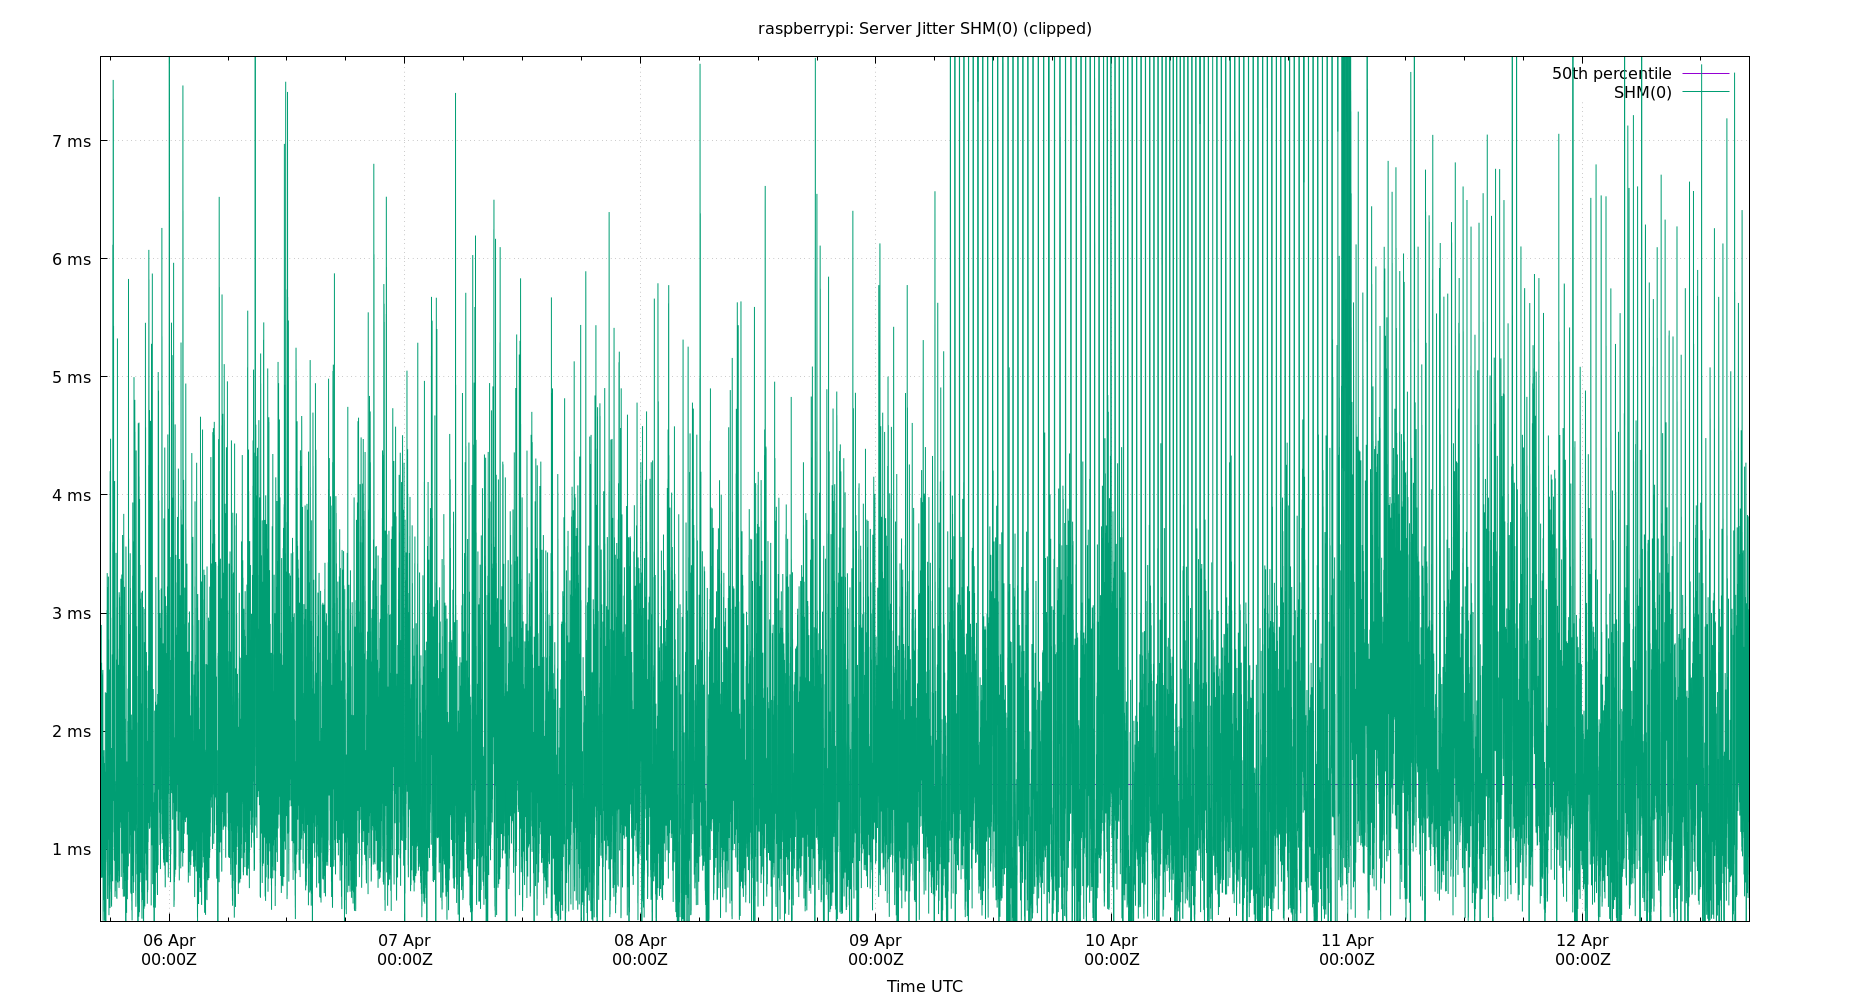 raspberrypi: Server Jitter SHM(0) (clipped)
50th percentile
SHM(0)
7 ms
6 ms
5 ms
4 ms
3 ms
2 ms
1 ms
06 Apr 07 Apr 08 Apr 09 Apr 10 Apr 11 Apr 12 Apr
00:00Z 00:00Z 00:00Z 00:00Z 00:00Z 00:00Z 00:00Z
Time UTC